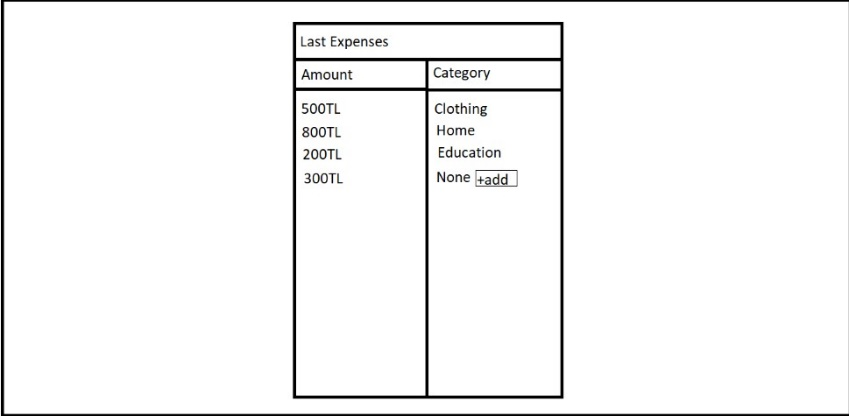 Last Expenses
Amount Category
500TL Clothing
800TL Home
200TL Education
300TL None +add